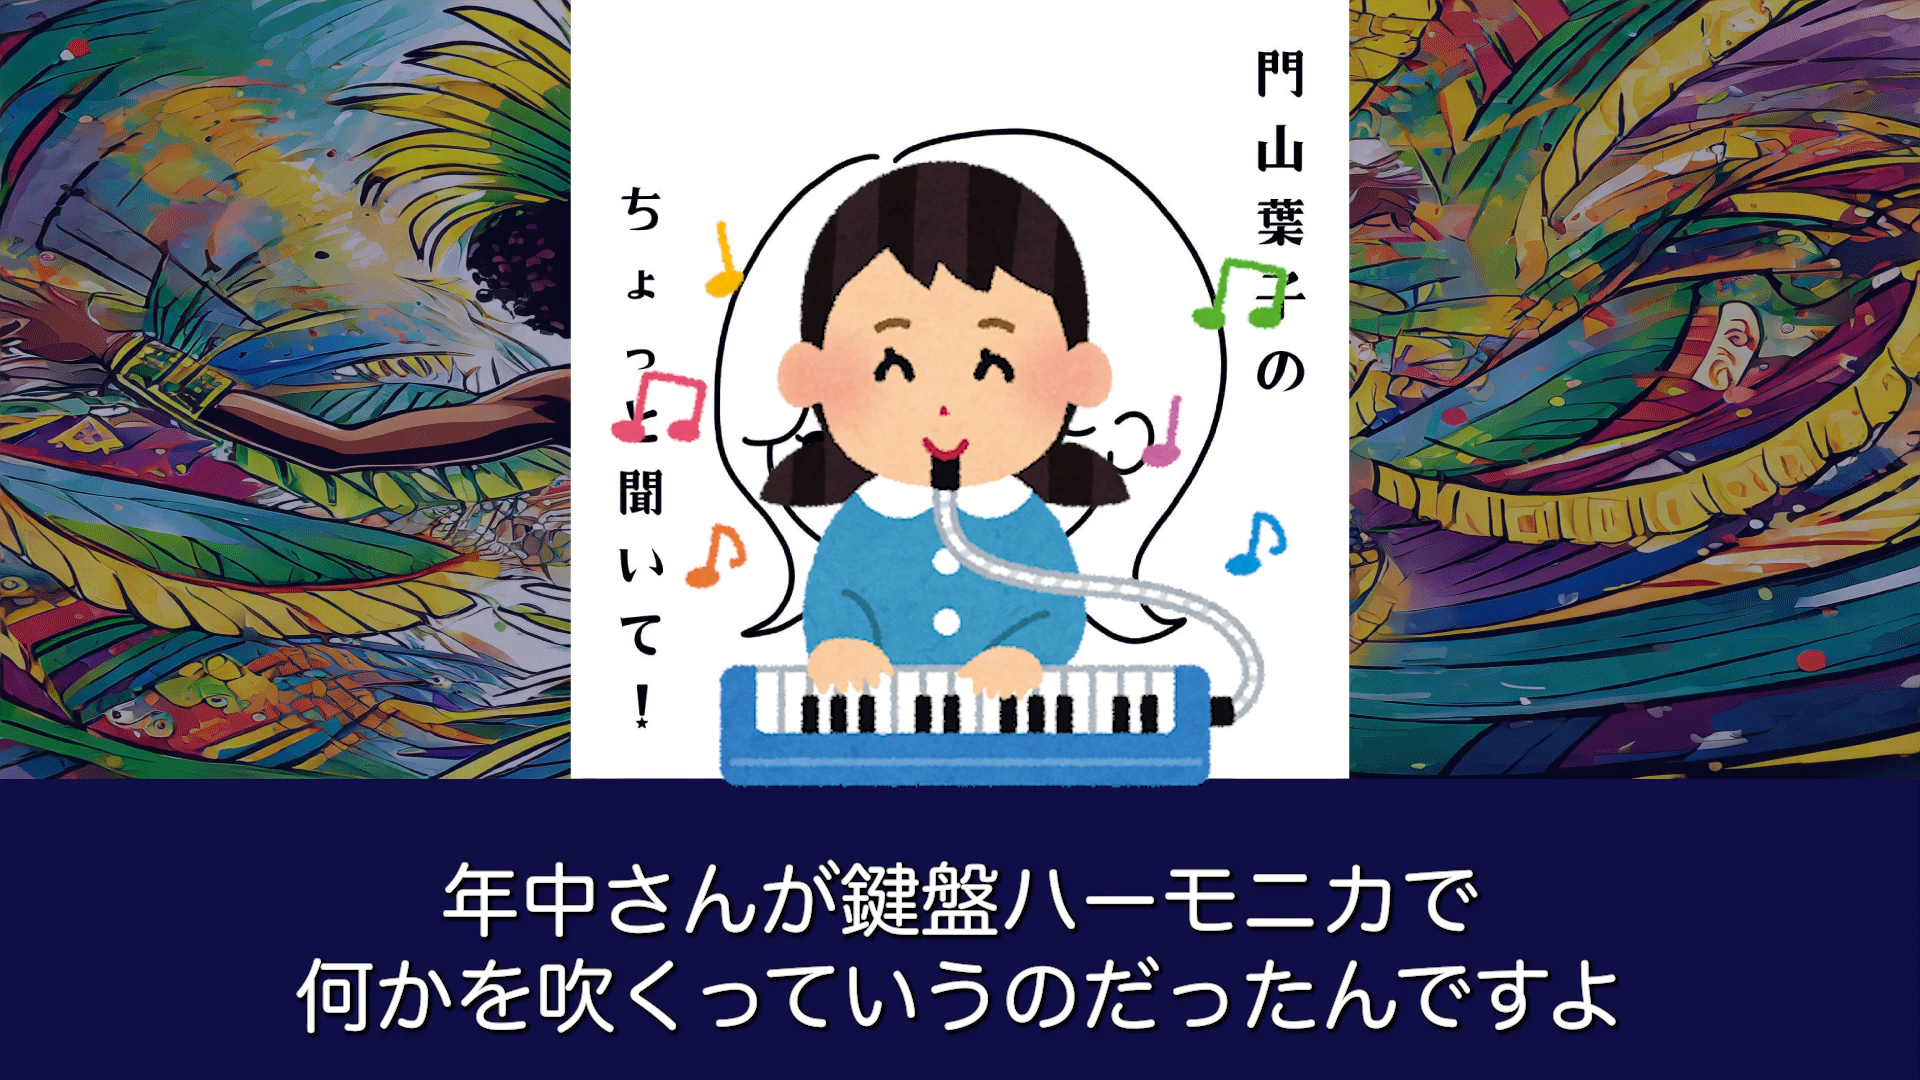 門山葉子の
ちょっと聞いて!
年中さんが鍵盤ハーモニカで
何かを吹くっていうのだったんですよ